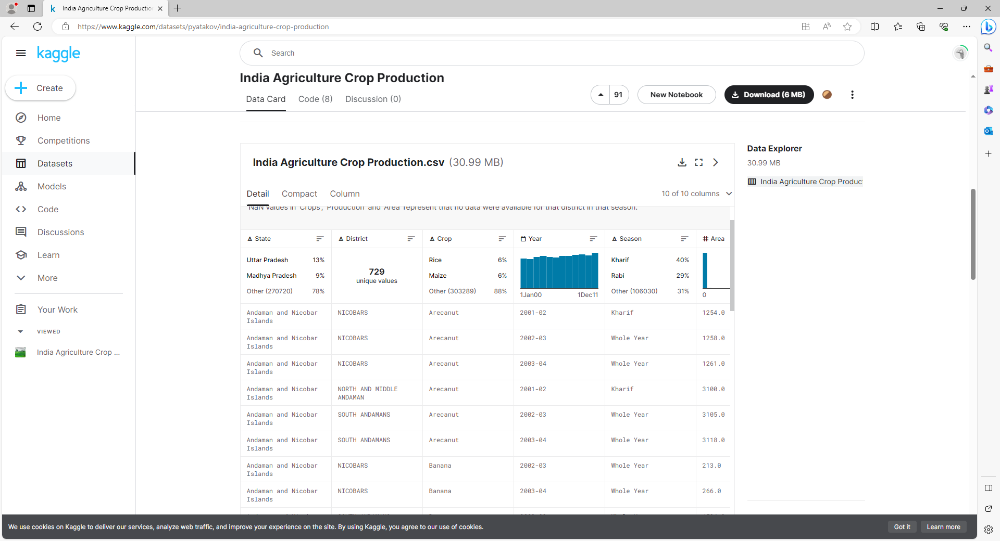 India Agriculture Crop Productio
https://www.kaggle.com/datasets/pyatakov/india-agriculture-crop-production
kaggle
Search
Create
Home
Competitions
Datasets
Models
Code
Discussions
Learn
More
Your Work
VIEWED
India Agriculture Crop ...
India Agriculture Crop Production
Data Card Code (8) Discussion (0)
91
New Notebook
Download (6 MB)
India Agriculture Crop Production.csv (30.99 MB)
Detail Compact Column
10 of 10 columns
NaN values in 'Crops', 'Production' and 'Area' represent that no data were available for that district in that season.
State District Crop Year Season # Area
Uttar Pradesh 13%
Madhya Pradesh 9%
Other (270720) 78%
729
unique values
Rice 6%
Maize 6%
Other (303289) 88%
1Jan00 1Dec11
Kharif 40%
Rabi 29%
Other (106030) 31%
0
Andaman and Nicobar Islands NICOBARS Arecanut 2001-02 Kharif 1254.0
Andaman and Nicobar Islands NICOBARS Arecanut 2002-03 Whole Year 1258.0
Andaman and Nicobar Islands NICOBARS Arecanut 2003-04 Whole Year 1261.0
Andaman and Nicobar Islands NORTH AND MIDDLE ANDAMAN Arecanut 2001-02 Kharif 3100.0
Andaman and Nicobar Islands SOUTH ANDAMANS Arecanut 2002-03 Whole Year 3105.0
Andaman and Nicobar Islands SOUTH ANDAMANS Arecanut 2003-04 Whole Year 3118.0
Andaman and Nicobar Islands NICOBARS Banana 2002-03 Whole Year 213.0
Andaman and Nicobar Islands NICOBARS Banana 2003-04 Whole Year 266.0
Data Explorer
30.99 MB
India Agriculture Crop Produc
We use cookies on Kaggle to deliver our services, analyze web traffic, and improve your experience on the site. By using Kaggle, you agree to our use of cookies.
Got it
Learn more